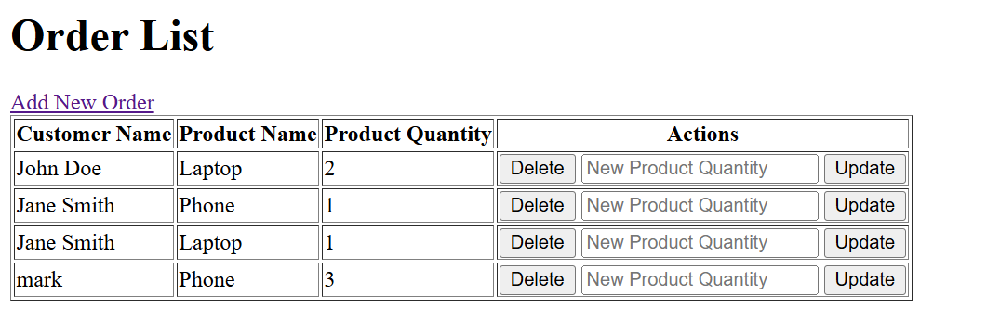 Order List
Add New Order
Customer Name Product Name Product Quantity Actions
John Doe Laptop 2 Delete New Product Quantity Update
Jane Smith Phone 1 Delete New Product Quantity Update
Jane Smith Laptop 1 Delete New Product Quantity Update
mark Phone 3 Delete New Product Quantity Update